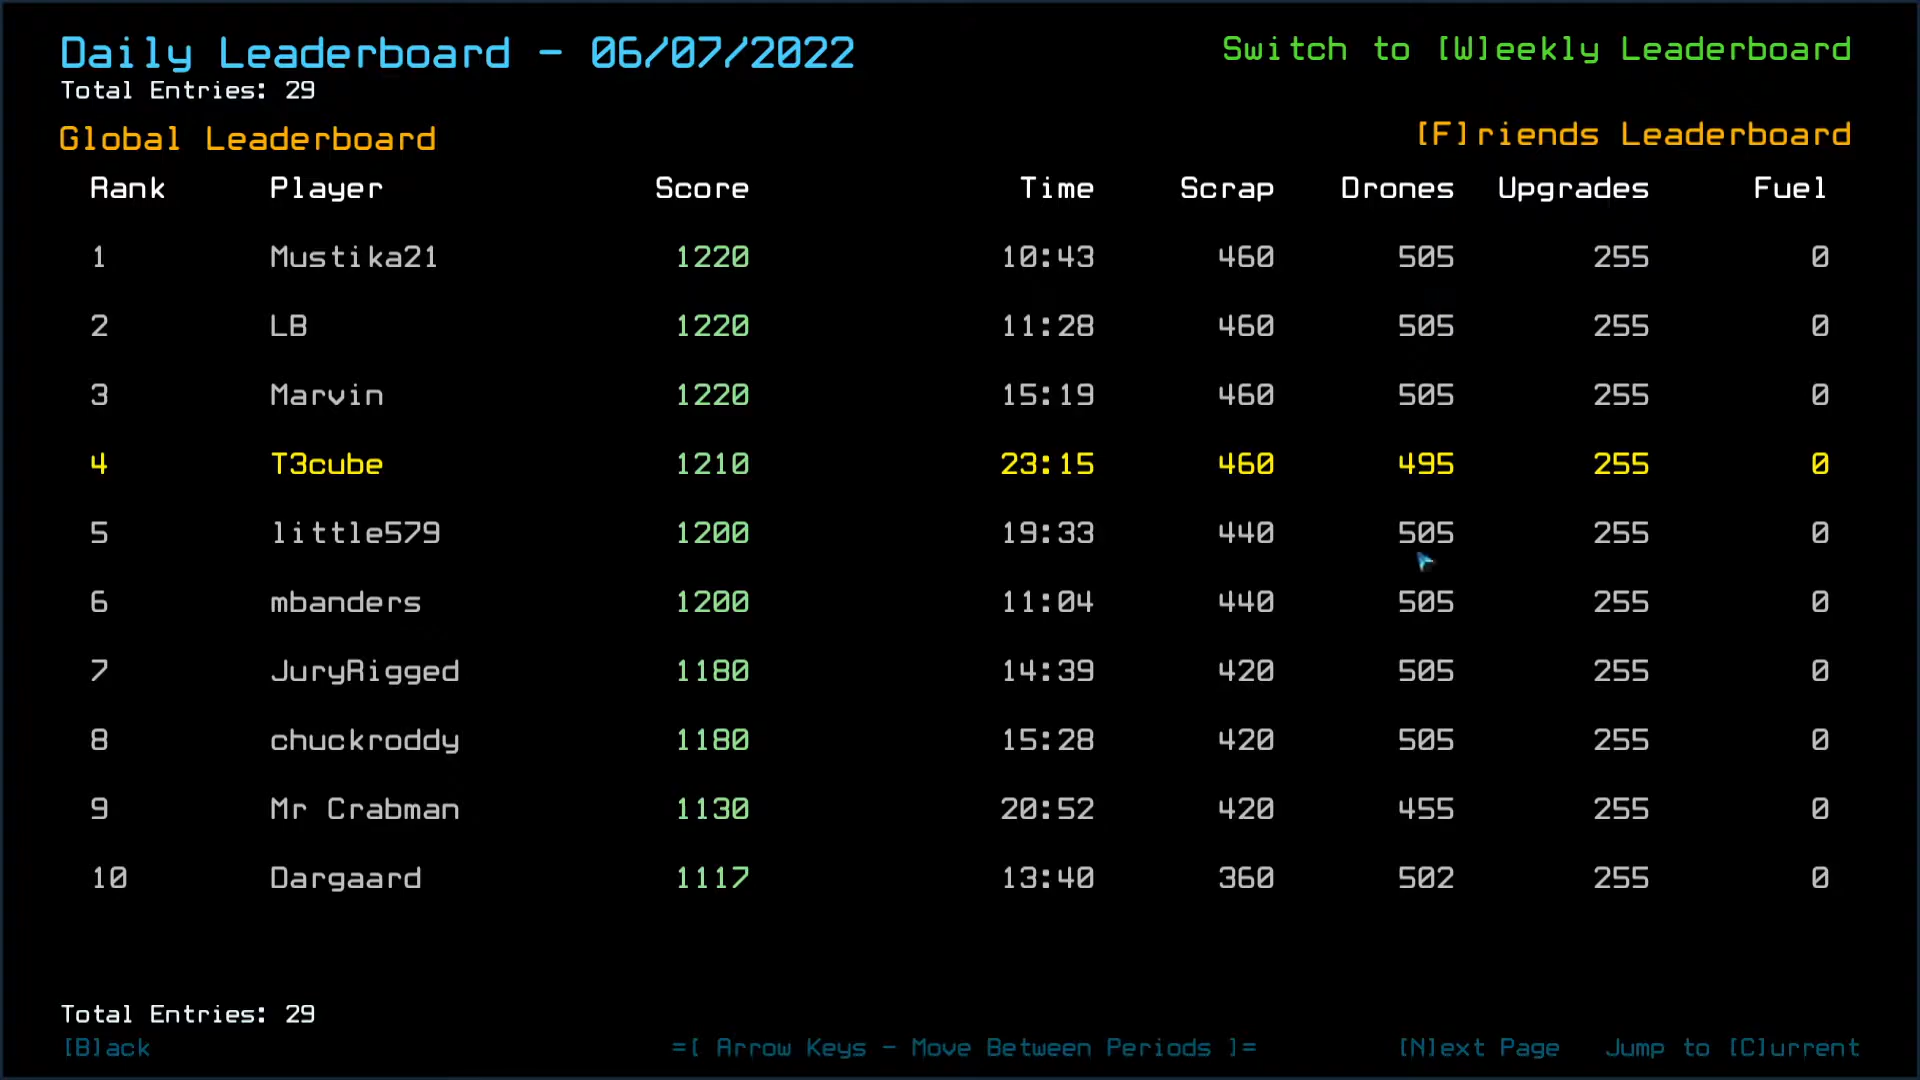 Daily Leaderboard - 06/07/2022 Switch to [W]eekly Leaderboard
Total Entries: 29
Global Leaderboard [F]riends Leaderboard
Rank Player Score Time Scrap Drones Upgrades Fuel
1 Mustika21 1220 10:43 460 505 255 0
2 LB 1220 11:28 460 505 255 0
3 Marvin 1220 15:19 460 505 255 0
4 T3cube 1210 23:15 460 495 255 0
5 little579 1200 19:33 440 505 255 0
6 mbanders 1200 11:04 440 505 255 0
7 JuryRigged 1180 14:39 420 505 255 0
8 chuckroddy 1180 15:28 420 505 255 0
9 Mr Crabman 1130 20:52 420 455 255 0
10 Dargaard 1117 13:40 360 502 255 0
Total Entries: 29
[B]ack =[ Arrow Keys - Move Between Periods ]= [N]ext Page Jump to [C]urrent